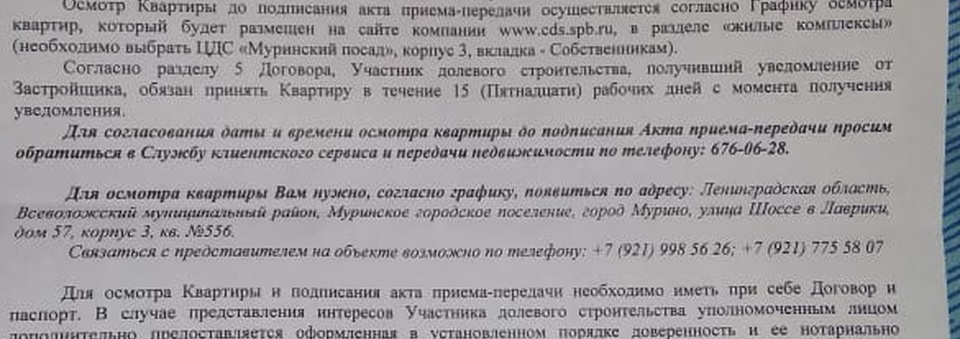 Осмотр Квартиры до подписания акта приема-передачи осуществляется согласно Графику осмотра
квартир, который будет размещен на сайте компании www.cds.spb.ru, в разделе «жилые комплексы»
(необходимо выбрать ЦДС «Муринский посад», корпус 3, вкладка - Собственникам).
Согласно разделу 5 Договора, Участник долевого строительства, получивший уведомление от
Застройщика, обязан принять Квартиру в течение 15 (Пятнадцати) рабочих дней с момента получения
уведомления.
Для согласования даты и времени осмотра квартиры до подписания Акта приема-передачи просим
обратиться в Службу клиентского сервиса и передачи недвижимости по телефону: 676-06-28.
Для осмотра квартиры Вам нужно, согласно графику, появиться по адресу: Ленинградская область,
Всеволожский муниципальный район, Муринское городское поселение, город Мурино, улица Шоссе в Лаврики,
дом 57, корпус 3, кв. №556.
Связаться с представителем на объекте возможно по телефону: +7 (921) 998 56 26; +7 (921) 775 58 07
Для осмотра Квартиры и подписания акта приема-передачи необходимо иметь при себе Договор и
паспорт. В случае представления интересов Участника долевого строительства уполномоченным лицом
дополнительно предоставляется оформленная в установленном порядке доверенность и ее нотариально